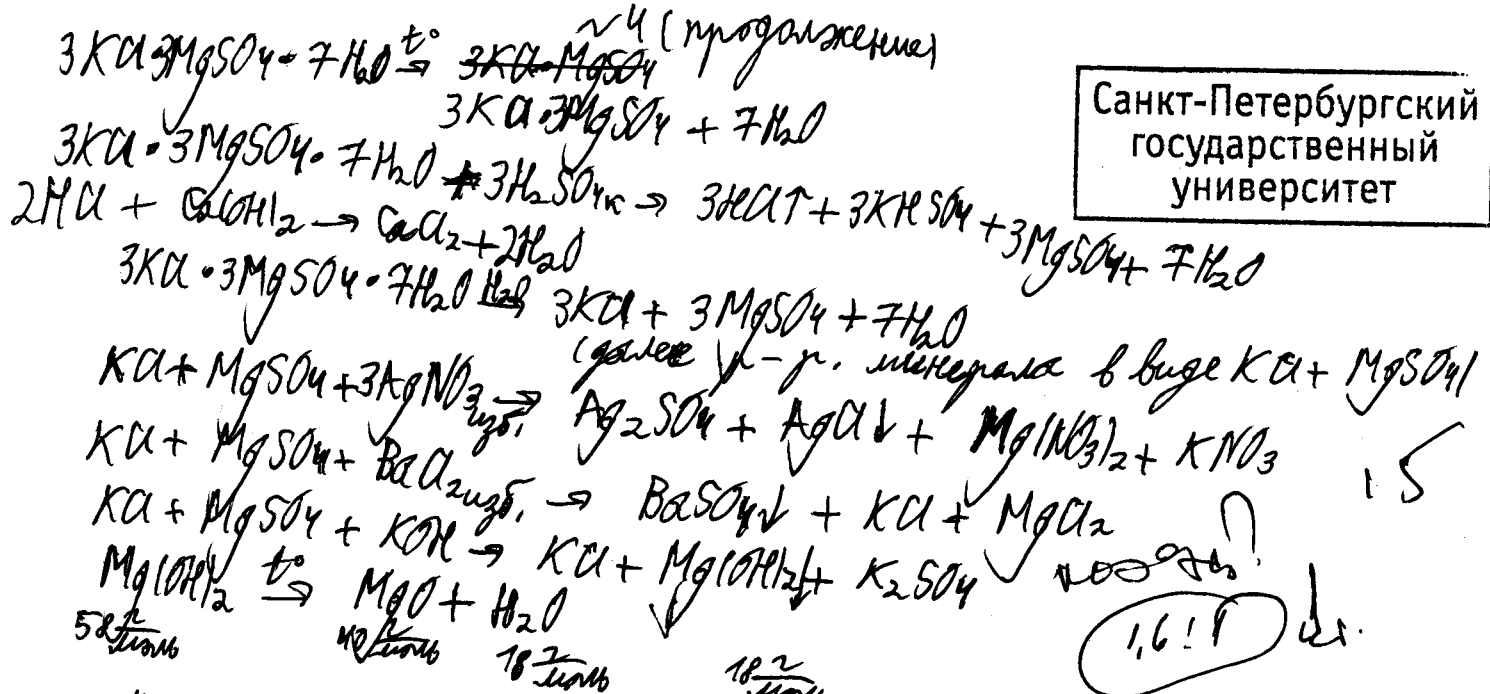 №4 (продолжение)
3KCl·3MgSO4·7H2O t°→ 3KCl·MgSO4
3KCl·3MgSO4 + 7H2O
Санкт-Петербургский
государственный
университет
3KCl·3MgSO4·7H2O + 3H2SO4к → 3HCl↑ + 3KHSO4 + 3MgSO4 + 7H2O
2HCl + Ca(OH)2 → CaCl2 + 2H2O
3KCl·3MgSO4·7H2O H2O→ 3KCl + 3MgSO4 + 7H2O
(далее р-р. минерала в виде KCl + MgSO4)
KCl + MgSO4 + 3AgNO3 изб. → Ag2SO4 + AgCl↓ + Mg(NO3)2 + KNO3
KCl + MgSO4 + BaCl2 изб. → BaSO4↓ + KCl + MgCl2
15
KCl + MgSO4 + KOH → KCl + Mg(OH)2↓ + K2SO4
Mg(OH)2 t°→ MgO + H2O
1,6!
58 г/моль 40 г/моль 18 г/моль 18 г/моль